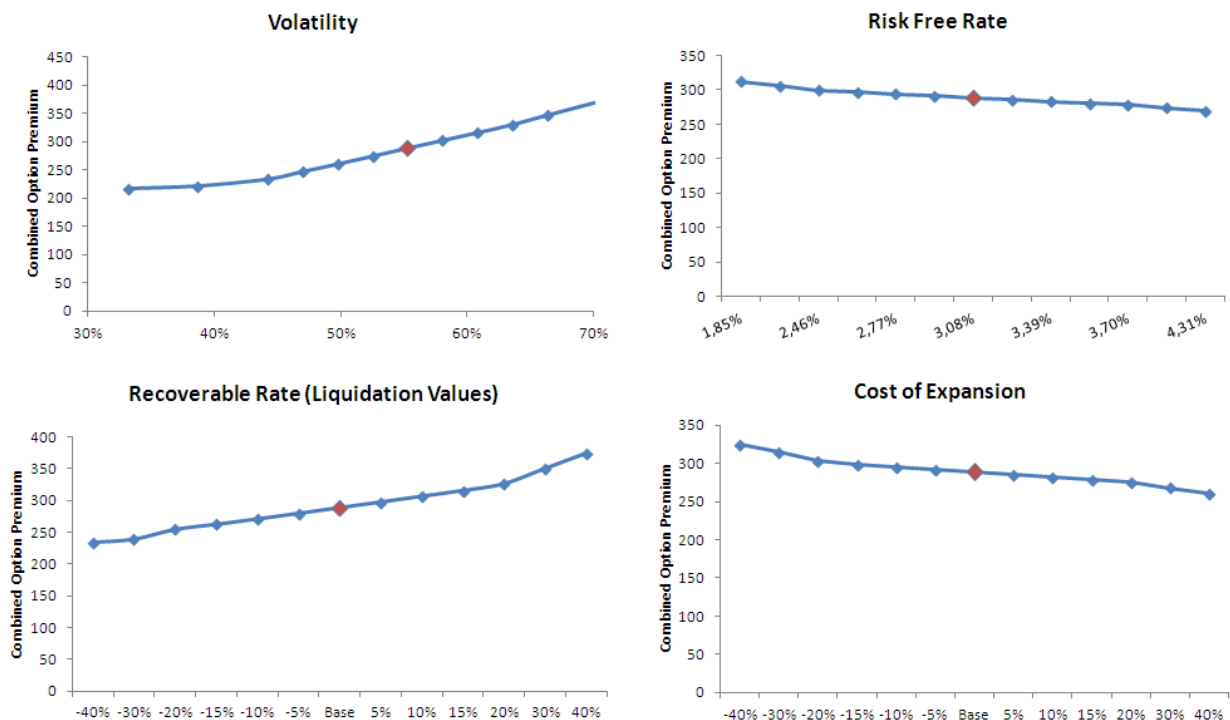 Volatility
Combined Option Premium
450
400
350
300
250
200
150
100
50
0
30% 40% 50% 60% 70%
Risk Free Rate
Combined Option Premium
350
300
250
200
150
100
50
0
1,85% 2,46% 2,77% 3,08% 3,39% 3,70% 4,31%
Recoverable Rate (Liquidation Values)
Combined Option Premium
400
350
300
250
200
150
100
50
0
-40% -30% -20% -15% -10% -5% Base 5% 10% 15% 20% 30% 40%
Cost of Expansion
Combined Option Premium
350
300
250
200
150
100
50
0
-40% -30% -20% -15% -10% -5% Base 5% 10% 15% 20% 30% 40%